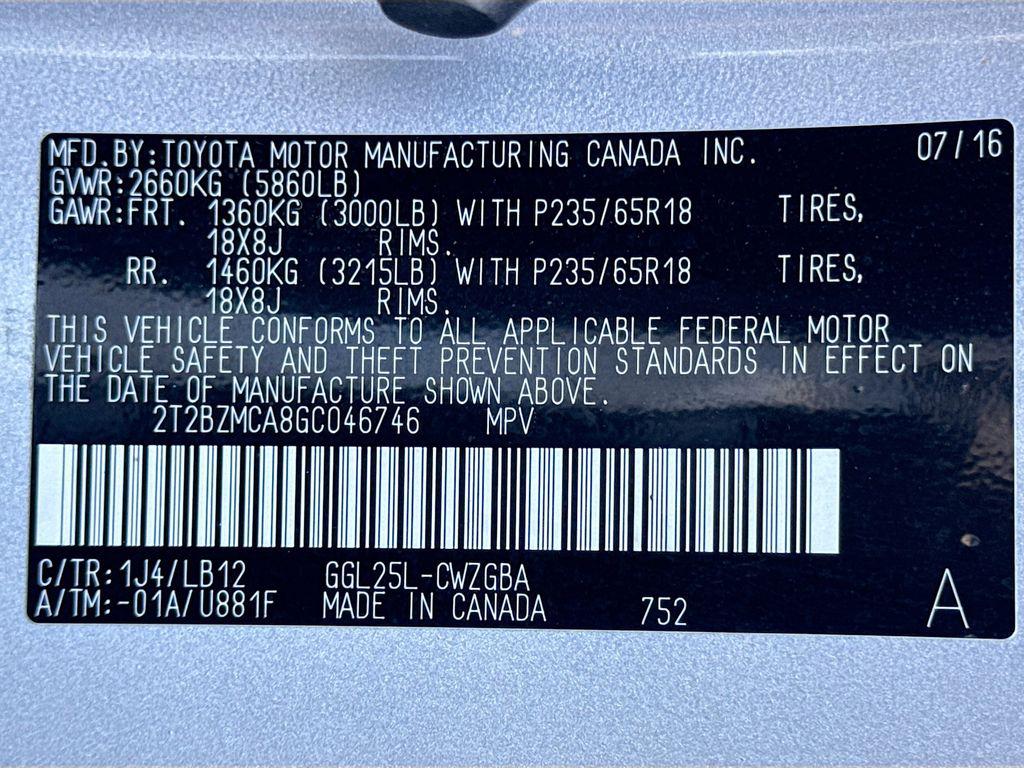 MFD.BY:TOYOTA MOTOR MANUFACTURING CANADA INC. 07/16
GVWR:2660KG (5860LB)
GAWR:FRT. 1360KG (3000LB) WITH P235/65R18 TIRES,
18X8J RIMS.
RR. 1460KG (3215LB) WITH P235/65R18 TIRES,
18X8J RIMS.
THIS VEHICLE CONFORMS TO ALL APPLICABLE FEDERAL MOTOR
VEHICLE SAFETY AND THEFT PREVENTION STANDARDS IN EFFECT ON
THE DATE OF MANUFACTURE SHOWN ABOVE.
2T2BZMCA8GC046746 MPV
C/TR:1J4/LB12 GGL25L-CWZGBA
A/TM:-01A/U881F MADE IN CANADA 752 A